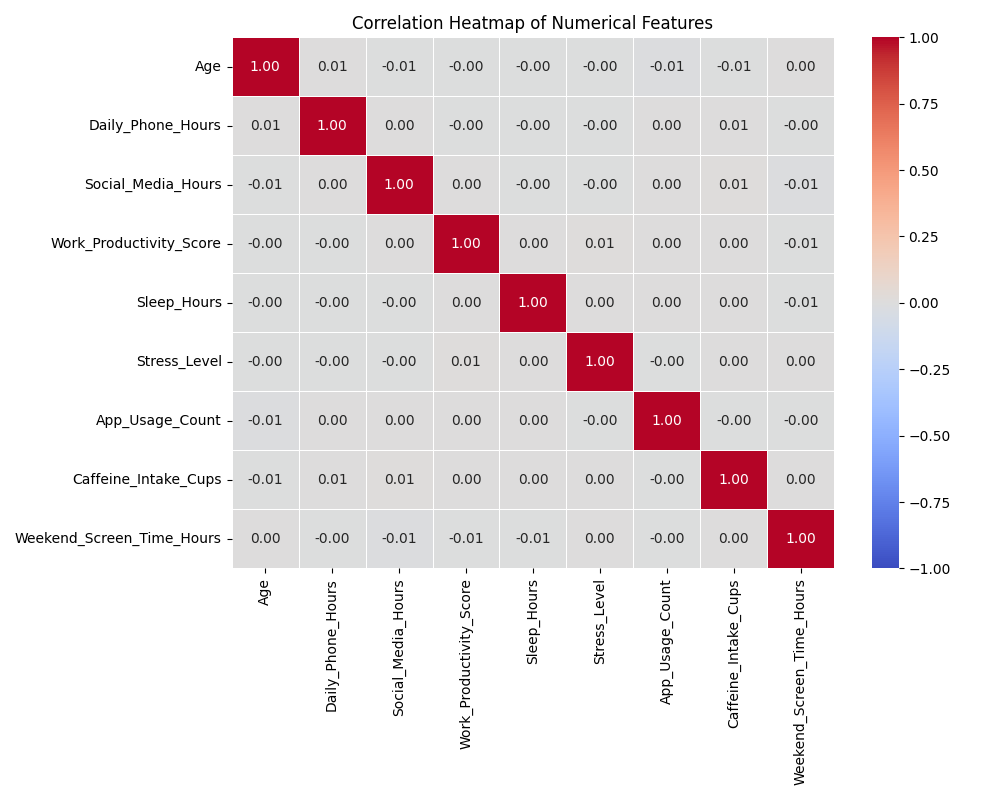 Correlation Heatmap of Numerical Features
Age 1.00 0.01 -0.01 -0.00 -0.00 -0.00 -0.01 -0.01 0.00
Daily_Phone_Hours 0.01 1.00 0.00 -0.00 -0.00 -0.00 0.00 0.01 -0.00
Social_Media_Hours -0.01 0.00 1.00 0.00 -0.00 -0.00 0.00 0.01 -0.01
Work_Productivity_Score -0.00 -0.00 0.00 1.00 0.00 0.01 0.00 0.00 -0.01
Sleep_Hours -0.00 -0.00 -0.00 0.00 1.00 0.00 0.00 0.00 -0.01
Stress_Level -0.00 -0.00 -0.00 0.01 0.00 1.00 -0.00 0.00 0.00
App_Usage_Count -0.01 0.00 0.00 0.00 0.00 -0.00 1.00 -0.00 -0.00
Caffeine_Intake_Cups -0.01 0.01 0.01 0.00 0.00 0.00 -0.00 1.00 0.00
Weekend_Screen_Time_Hours 0.00 -0.00 -0.01 -0.01 -0.01 0.00 -0.00 0.00 1.00
Age
Daily_Phone_Hours
Social_Media_Hours
Work_Productivity_Score
Sleep_Hours
Stress_Level
App_Usage_Count
Caffeine_Intake_Cups
Weekend_Screen_Time_Hours
1.00
0.75
0.50
0.25
0.00
−0.25
−0.50
−0.75
−1.00